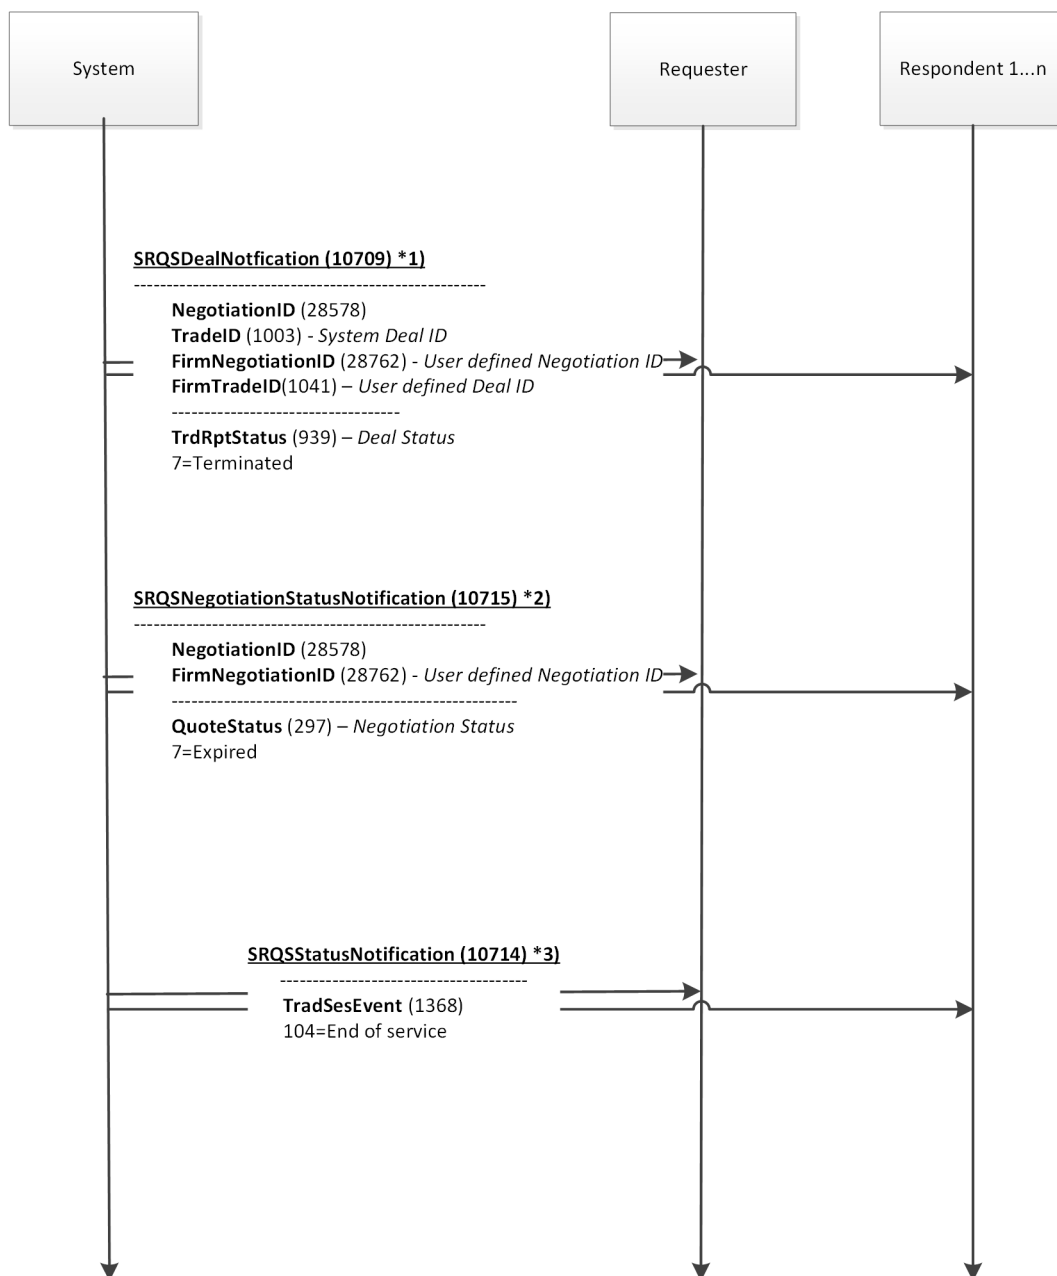 System
Requester
Respondent 1...n
SRQSDealNotfication (10709) *1)
------------------------------------------------------
NegotiationID (28578)
TradeID (1003) - System Deal ID
FirmNegotiationID (28762) - User defined Negotiation ID
FirmTradeID(1041) – User defined Deal ID
-----------------------------------
TrdRptStatus (939) – Deal Status
7=Terminated
SRQSNegotiationStatusNotification (10715) *2)
------------------------------------------------------
NegotiationID (28578)
FirmNegotiationID (28762) - User defined Negotiation ID
-----------------------------------------------------
QuoteStatus (297) – Negotiation Status
7=Expired
SRQSStatusNotification (10714) *3)
--------------------------------------
TradSesEvent (1368)
104=End of service